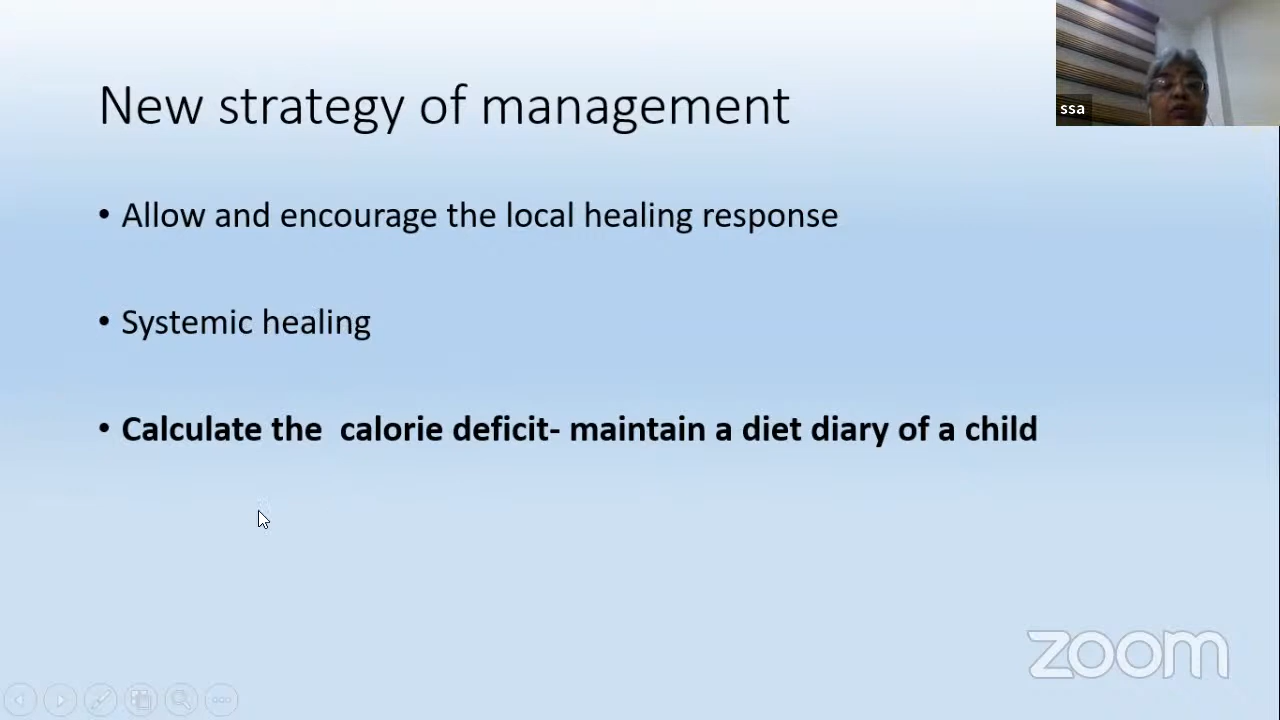 New strategy of management
ssa
• Allow and encourage the local healing response
• Systemic healing
• Calculate the  calorie deficit- maintain a diet diary of a child
zoom